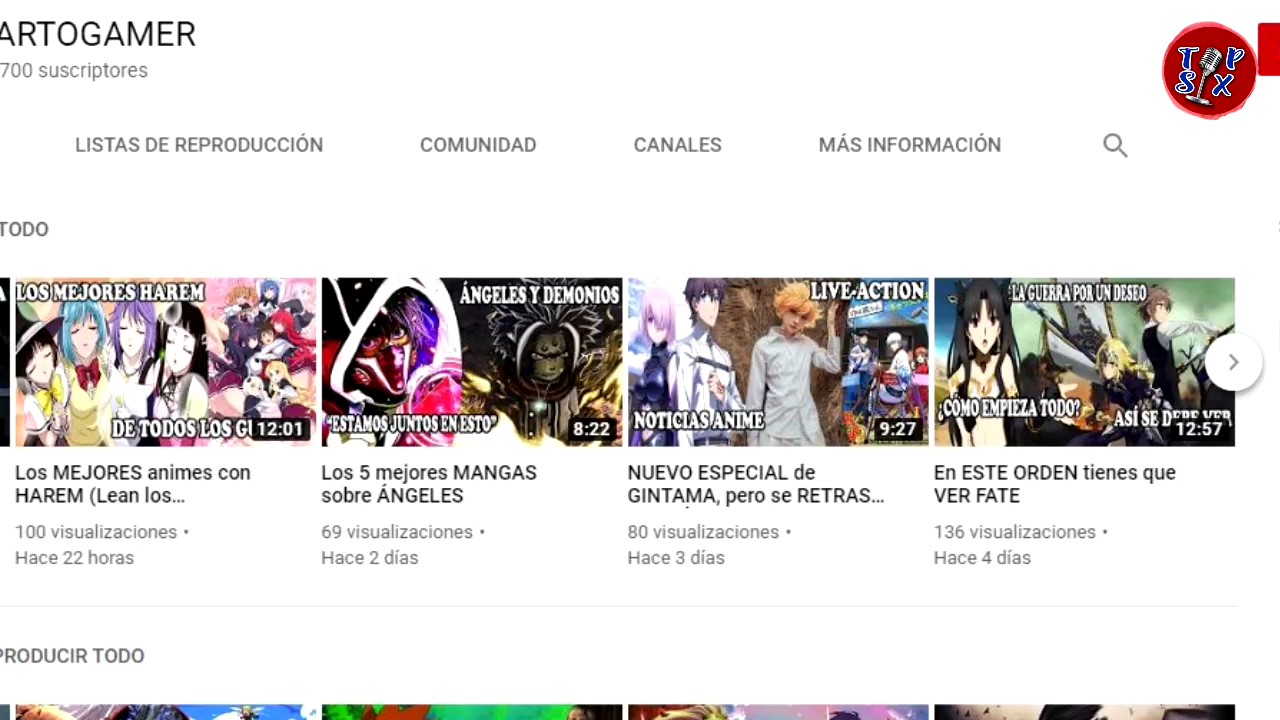 ARTOGAMER
700 suscriptores
TOP
SIX
LISTAS DE REPRODUCCIÓN
COMUNIDAD
CANALES
MÁS INFORMACIÓN
TODO
LOS MEJORES HAREM
DE TODOS LOS
12:01
ÁNGELES Y DEMONIOS
"ESTAMOS JUNTOS EN ESTO"
8:22
LIVE-ACTION
NOTICIAS ANIME
9:27
LA GUERRA POR UN DESEO
¿CÓMO EMPIEZA TODO?
ASÍ SE DEBE VER
12:57
Los MEJORES animes con
HAREM (Lean los...
100 visualizaciones •
Hace 22 horas
Los 5 mejores MANGAS
sobre ÁNGELES
69 visualizaciones •
Hace 2 días
NUEVO ESPECIAL de
GINTAMA, pero se RETRAS...
80 visualizaciones •
Hace 3 días
En ESTE ORDEN tienes que
VER FATE
136 visualizaciones •
Hace 4 días
PRODUCIR TODO